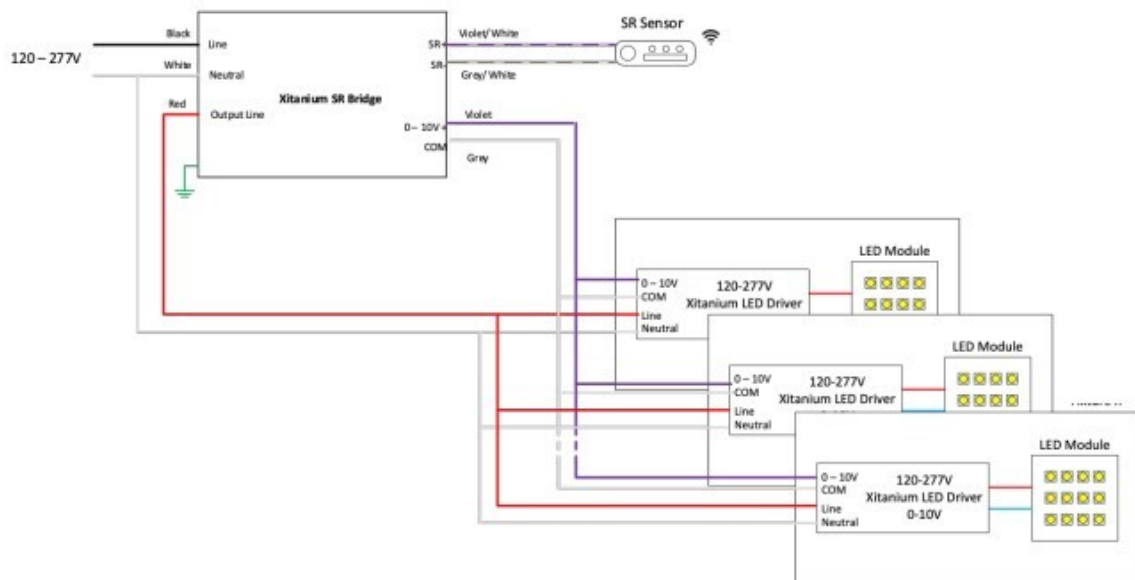 SR Sensor
Black
Violet/White
Line
SR
120 – 277V
White
SR
Neutral
Grey/White
Xitanium SR Bridge
Red
Output Line
Violet
0 – 10V
COM
Grey
LED Module
0 – 10V
COM
Line
Neutral
120-277V
Xitanium LED Driver
LED Module
0 – 10V
COM
Line
Neutral
120-277V
Xitanium LED Driver
LED Module
0 – 10V
COM
Line
Neutral
120-277V
Xitanium LED Driver
0-10V